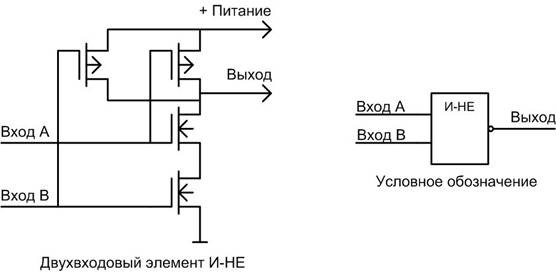 + Питание
Выход
Вход А
Вход В
Двухвходовый элемент И-НЕ
Вход А
И-НЕ
Выход
Вход В
Условное обозначение